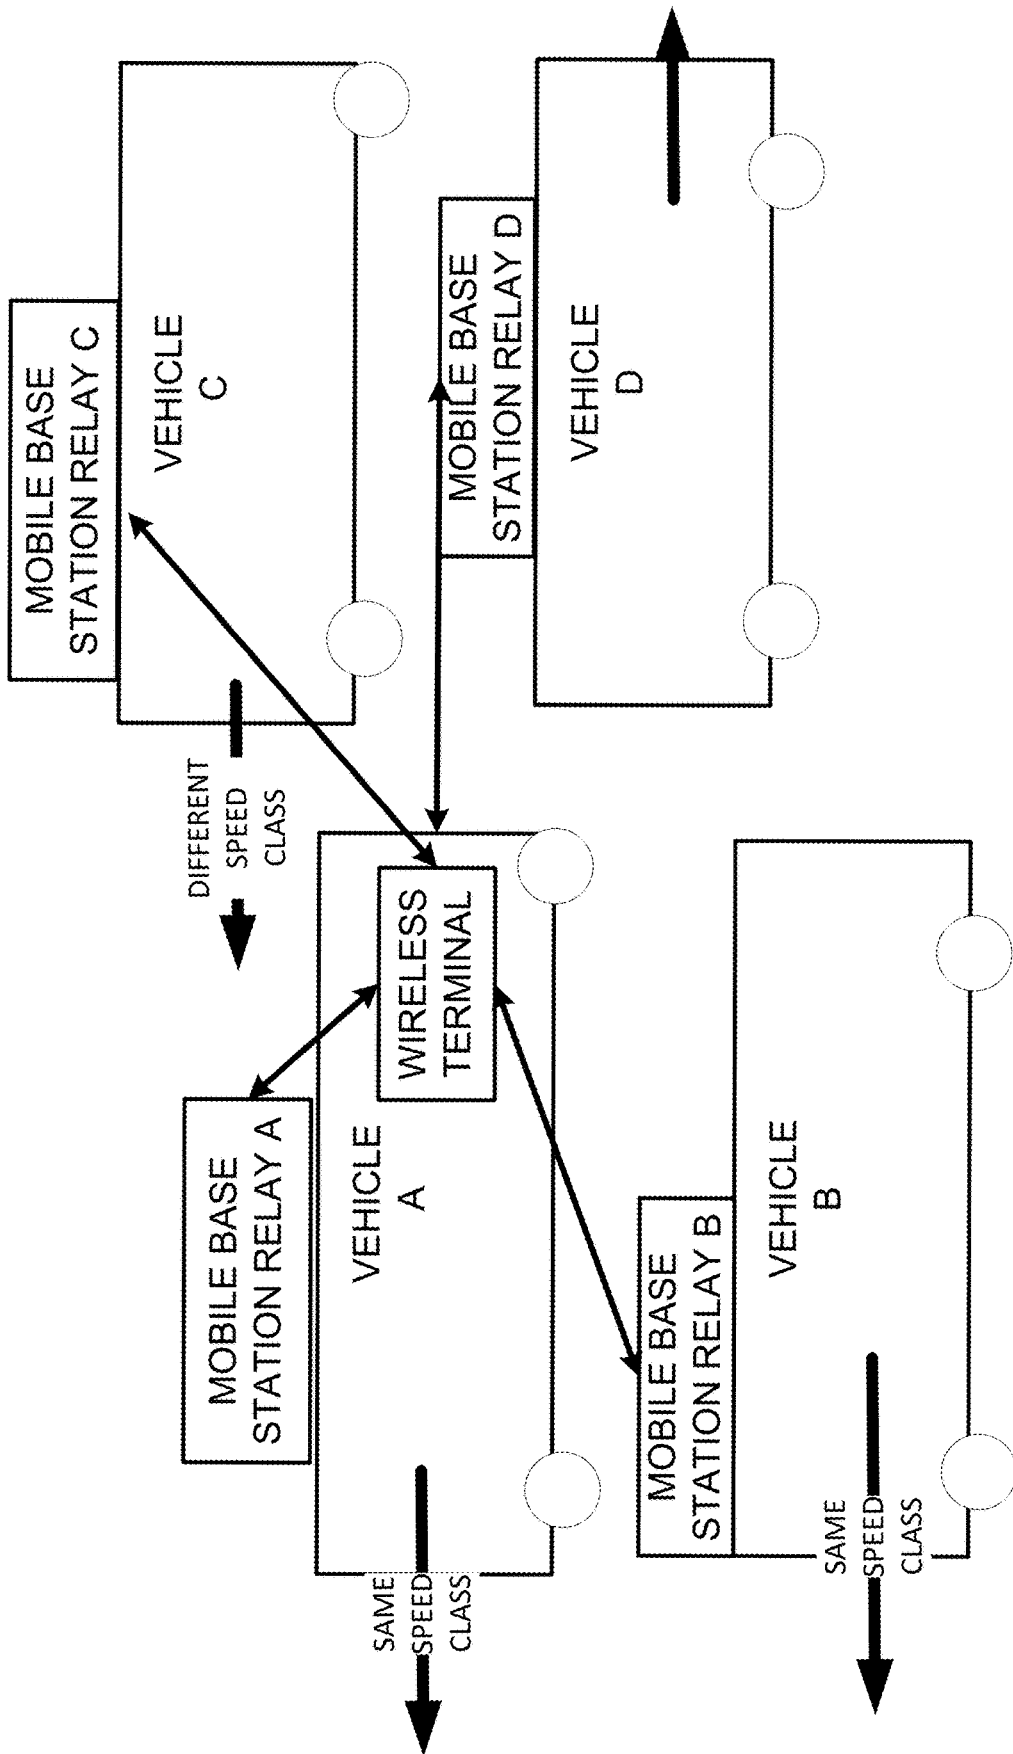 MOBILE BASE
STATION RELAY A
VEHICLE
A
WIRELESS
TERMINAL
SAME
SPEED
CLASS
MOBILE BASE
STATION RELAY C
VEHICLE
C
DIFFERENT
SPEED
CLASS
MOBILE BASE
STATION RELAY B
VEHICLE
B
SAME
SPEED
CLASS
MOBILE BASE
STATION RELAY D
VEHICLE
D